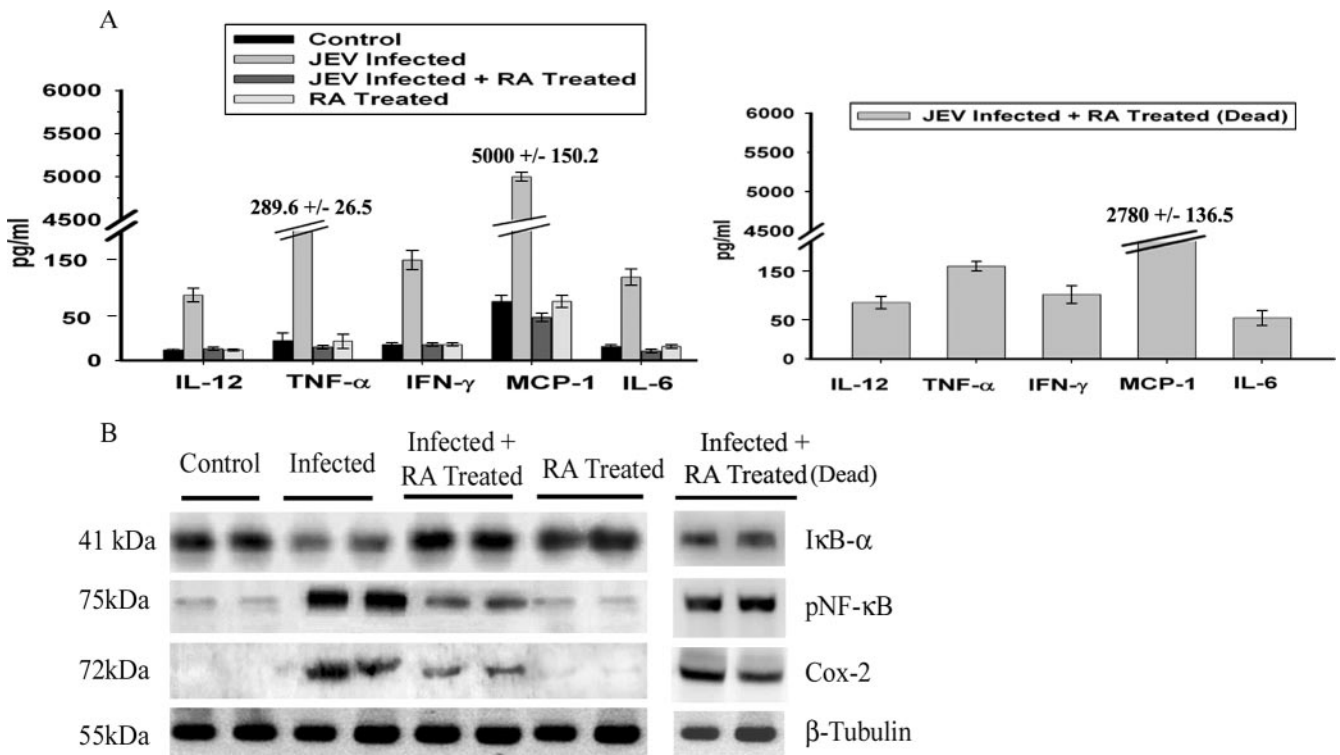 A
Control
JEV Infected
JEV Infected + RA Treated
RA Treated
6000
5500
5000
4500
150
50
0
pg/ml
289.6 +/- 26.5
5000 +/- 150.2
IL-12 TNF-α IFN-γ MCP-1 IL-6
JEV Infected + RA Treated (Dead)
6000
5500
5000
4500
150
50
0
pg/ml
2780 +/- 136.5
IL-12 TNF-α IFN-γ MCP-1 IL-6
B
Control Infected Infected + RA Treated RA Treated Infected + RA Treated (Dead)
41 kDa IκB-α
75kDa pNF-κB
72kDa Cox-2
55kDa β-Tubulin